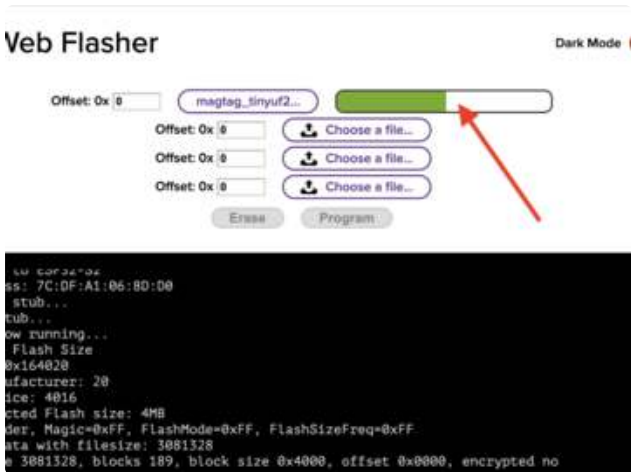 Web Flasher
Dark Mode
Offset: 0x 0 magtag_tinyuf2...
Offset: 0x 0 Choose a file...
Offset: 0x 0 Choose a file...
Offset: 0x 0 Choose a file...
Erase Program
to ESP32-S2
ss: 7C:DF:A1:06:8D:D0
stub...
tub...
ow running...
Flash Size
0x164020
ufacturer: 20
ice: 4016
cted Flash size: 4MB
der, Magic=0xFF, FlashMode=0xFF, FlashSizeFreq=0xFF
ata with filesize: 3081328
e 3081328, blocks 189, block size 0x4000, offset 0x0000, encrypted no